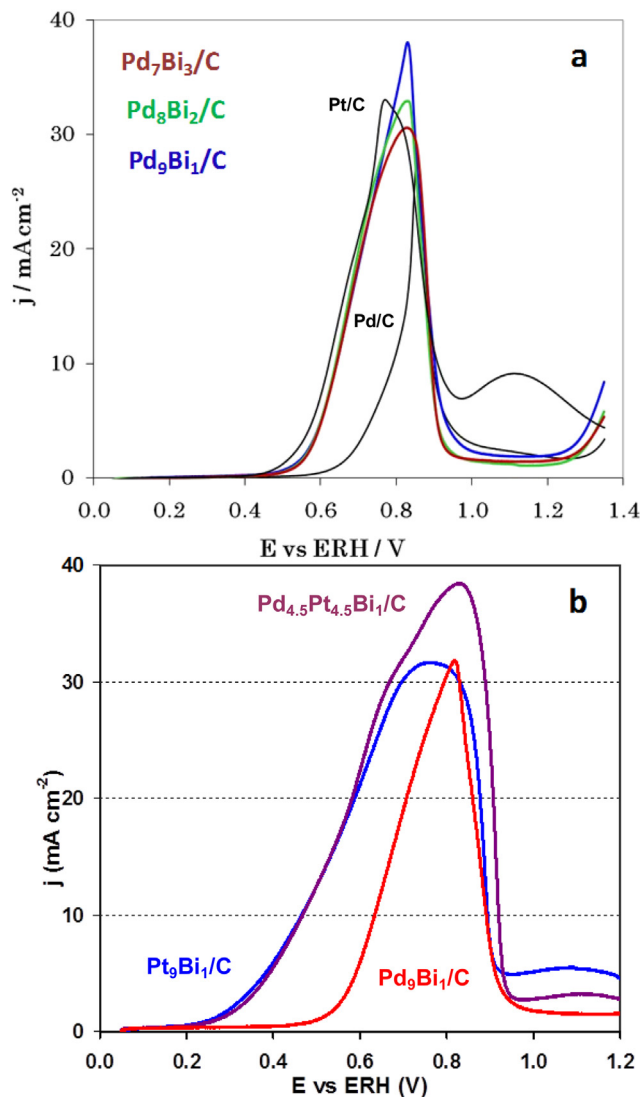 40
a
Pd₇Bi₃/C
Pt/C
Pd₈Bi₂/C
Pd₉Bi₁/C
30
j / mA cm⁻²
20
Pd/C
10
0
0.0 0.2 0.4 0.6 0.8 1.0 1.2 1.4
E vs ERH / V
40
Pd₄.₅Pt₄.₅Bi₁/C
b
30
j (mA cm⁻²)
20
10
Pt₉Bi₁/C
Pd₉Bi₁/C
0
0.0 0.2 0.4 0.6 0.8 1.0 1.2
E vs ERH (V)